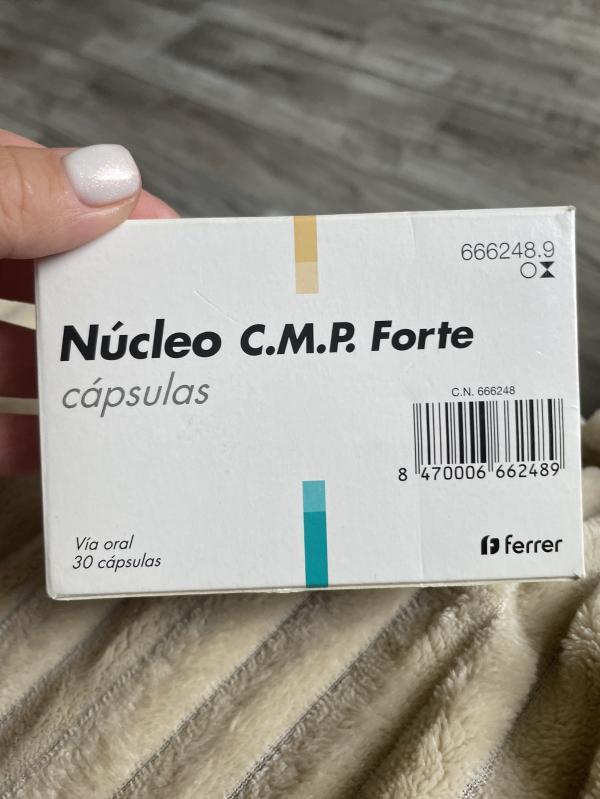 666248.9
Núcleo C.M.P. Forte
cápsulas
C.N. 666248
8 470006 662489
Vía oral
30 cápsulas
ferrer